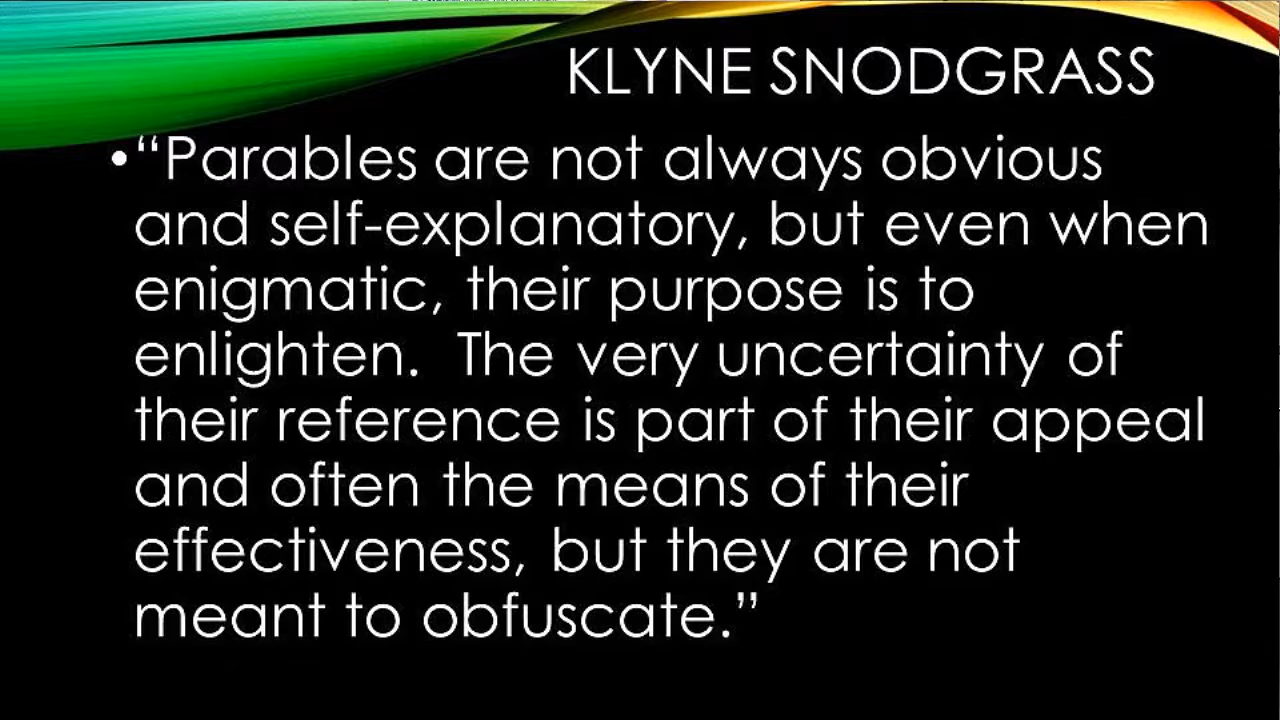 KLYNE SNODGRASS
•“Parables are not always obvious
and self-explanatory, but even when
enigmatic, their purpose is to
enlighten.  The very uncertainty of
their reference is part of their appeal
and often the means of their
effectiveness, but they are not
meant to obfuscate.”